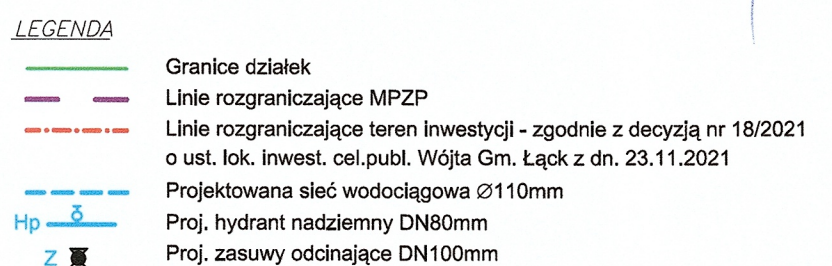 LEGENDA
Granice działek
Linie rozgraniczające MPZP
Linie rozgraniczające teren inwestycji - zgodnie z decyzją nr 18/2021
o ust. lok. inwest. cel.publ. Wójta Gm. Łąck z dn. 23.11.2021
Projektowana sieć wodociągowa Ø110mm
Hp Proj. hydrant nadziemny DN80mm
Z Proj. zasuwy odcinające DN100mm